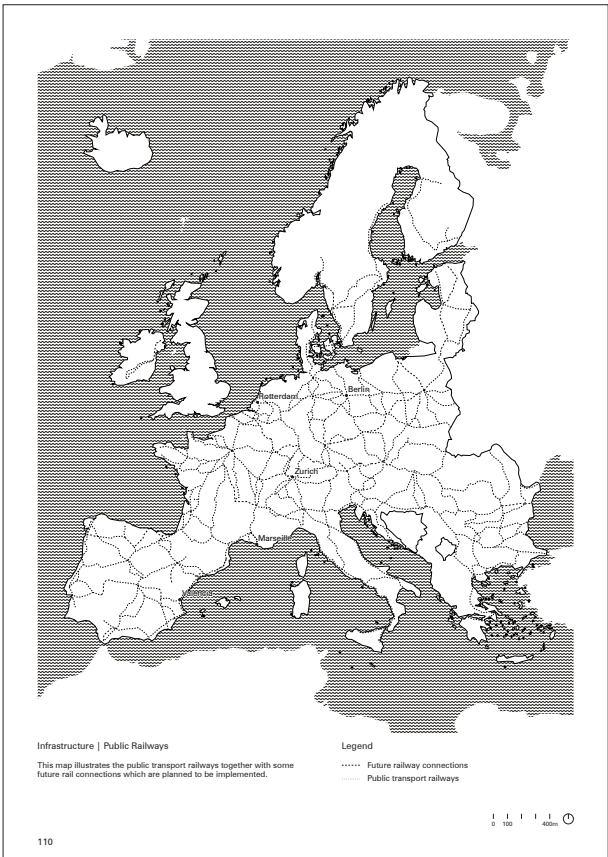 Rotterdam
Berlin
Zurich
Marseille
Valencia
Infrastructure | Public Railways
This map illustrates the public transport railways together with some
future rail connections which are planned to be implemented.
Legend
Future railway connections
Public transport railways
0 100 400m
110